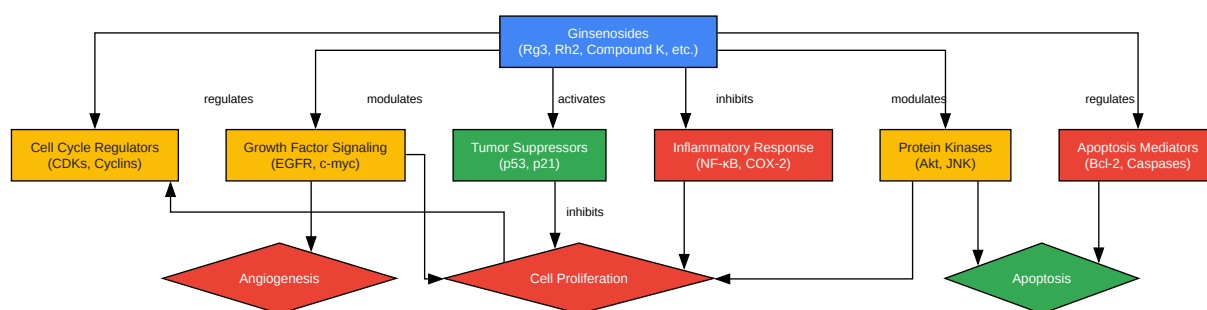 Ginsenosides
(Rg3, Rh2, Compound K, etc.)
regulates
modulates
activates
inhibits
modulates
regulates
Cell Cycle Regulators
(CDKs, Cyclins)
Growth Factor Signaling
(EGFR, c-myc)
Tumor Suppressors
(p53, p21)
Inflammatory Response
(NF-κB, COX-2)
Protein Kinases
(Akt, JNK)
Apoptosis Mediators
(Bcl-2, Caspases)
inhibits
Angiogenesis
Cell Proliferation
Apoptosis